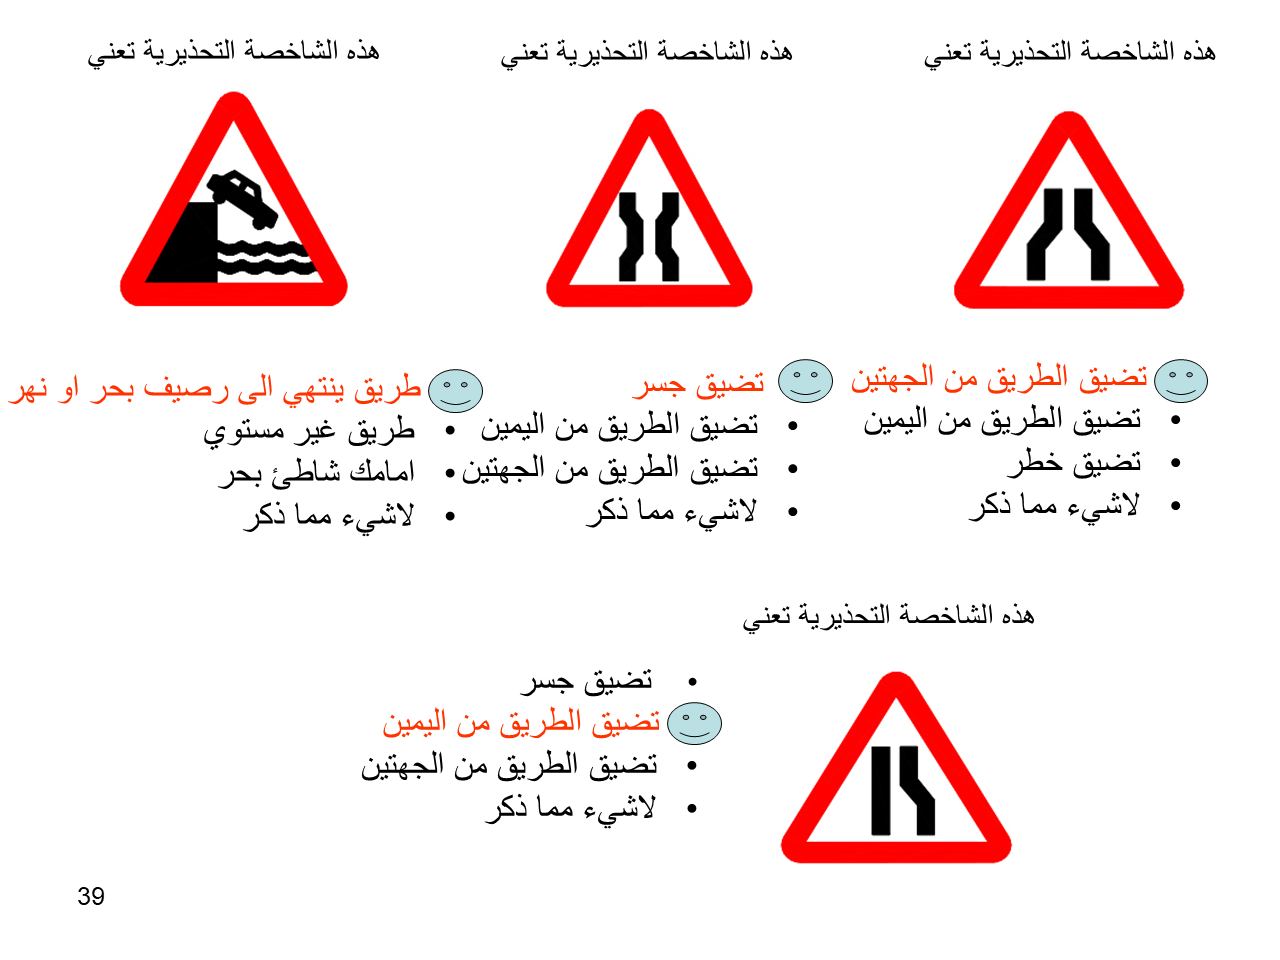 هذه الشاخصة التحذيرية تعني
تضيق الطريق من الجهتين
تضيق الطريق من اليمين
تضيق خطر
لاشيء مما ذكر
هذه الشاخصة التحذيرية تعني
تضيق جسر
تضيق الطريق من اليمين
تضيق الطريق من الجهتين
لاشيء مما ذكر
هذه الشاخصة التحذيرية تعني
طريق ينتهي الى رصيف بحر او نهر
طريق غير مستوي
امامك شاطئ بحر
لاشيء مما ذكر
هذه الشاخصة التحذيرية تعني
تضيق جسر
تضيق الطريق من اليمين
تضيق الطريق من الجهتين
لاشيء مما ذكر
39